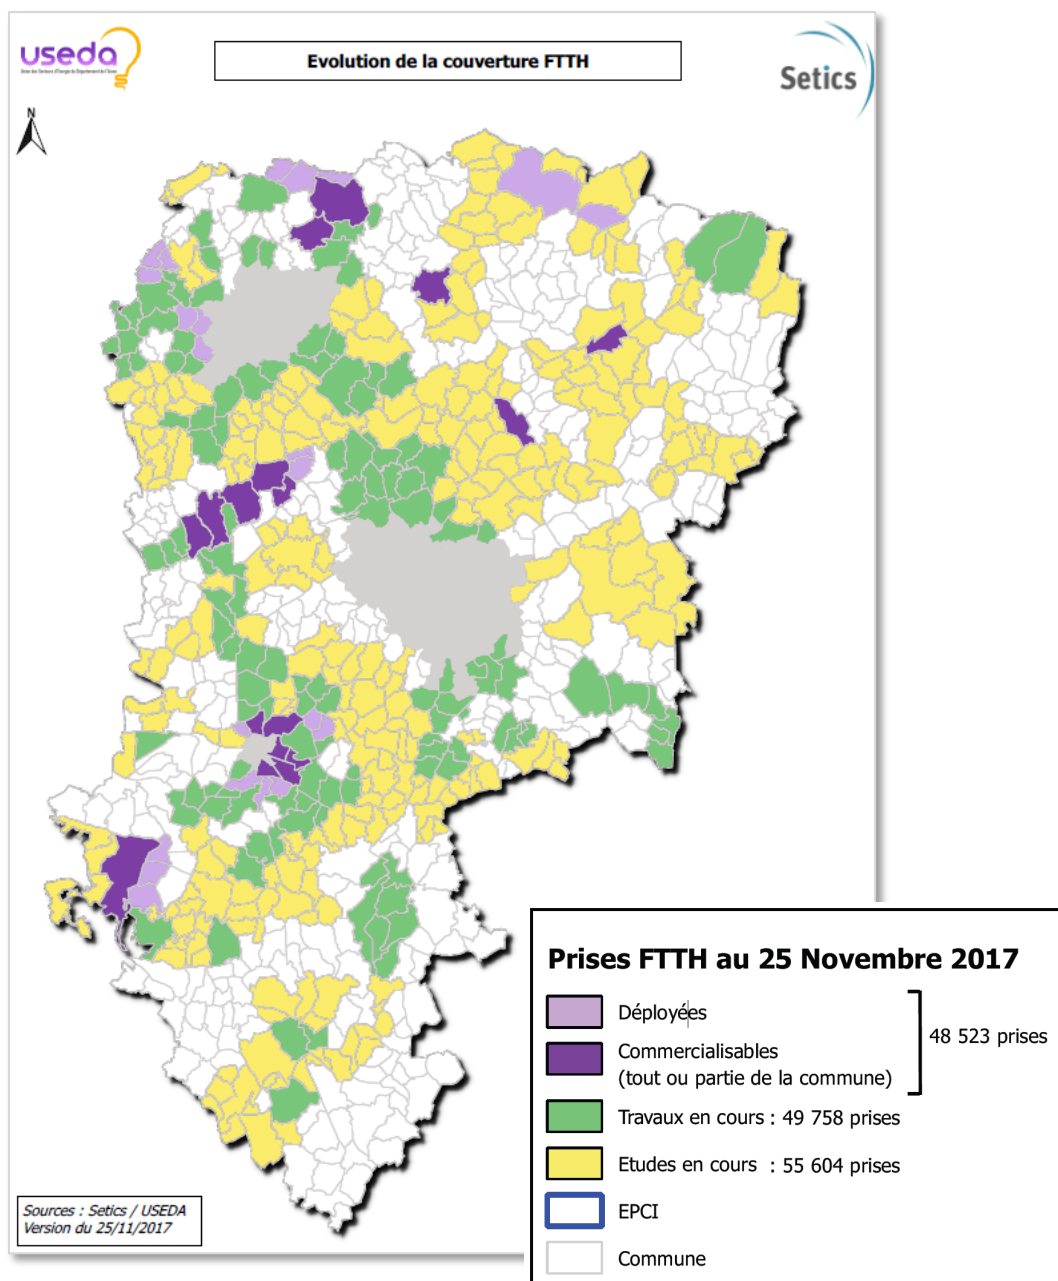 useda
Evolution de la couverture FTTH
Setics
N
Prises FTTH au 25 Novembre 2017
Déployées
48 523 prises
Commercialisables
(tout ou partie de la commune)
Travaux en cours : 49 758 prises
Etudes en cours : 55 604 prises
EPCI
Commune
Sources : Setics / USEDA
Version du 25/11/2017